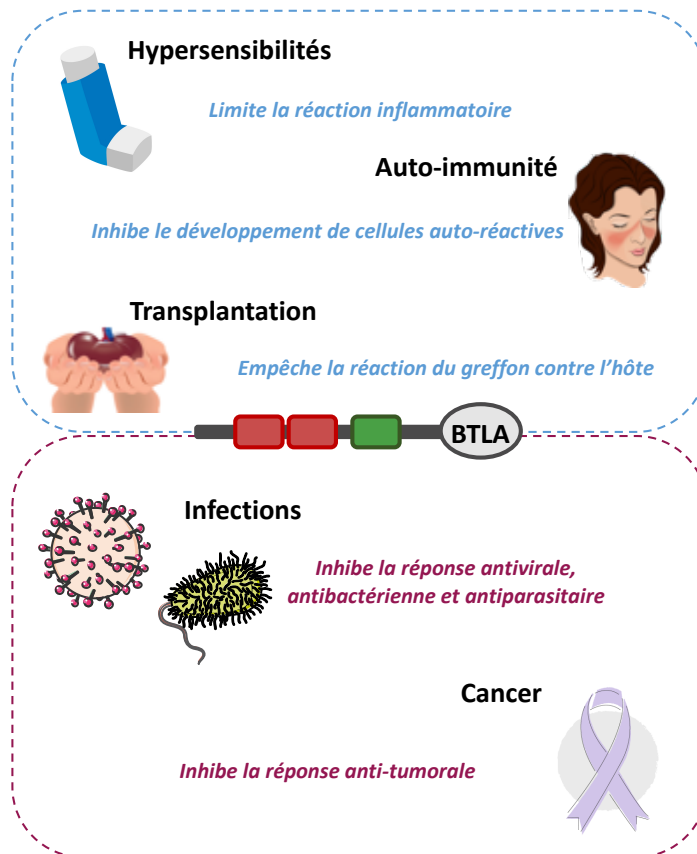 Hypersensibilités
Limite la réaction inflammatoire
Auto-immunité
Inhibe le développement de cellules auto-réactives
Transplantation
Empêche la réaction du greffon contre l’hôte
BTLA
Infections
Inhibe la réponse antivirale,
antibactérienne et antiparasitaire
Cancer
Inhibe la réponse anti-tumorale